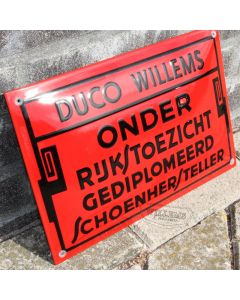 DUCO WILLEMS
ONDER
RIJKSTOEZICHT
GEDIPLOMEERD
SCHOENHERSTELLER